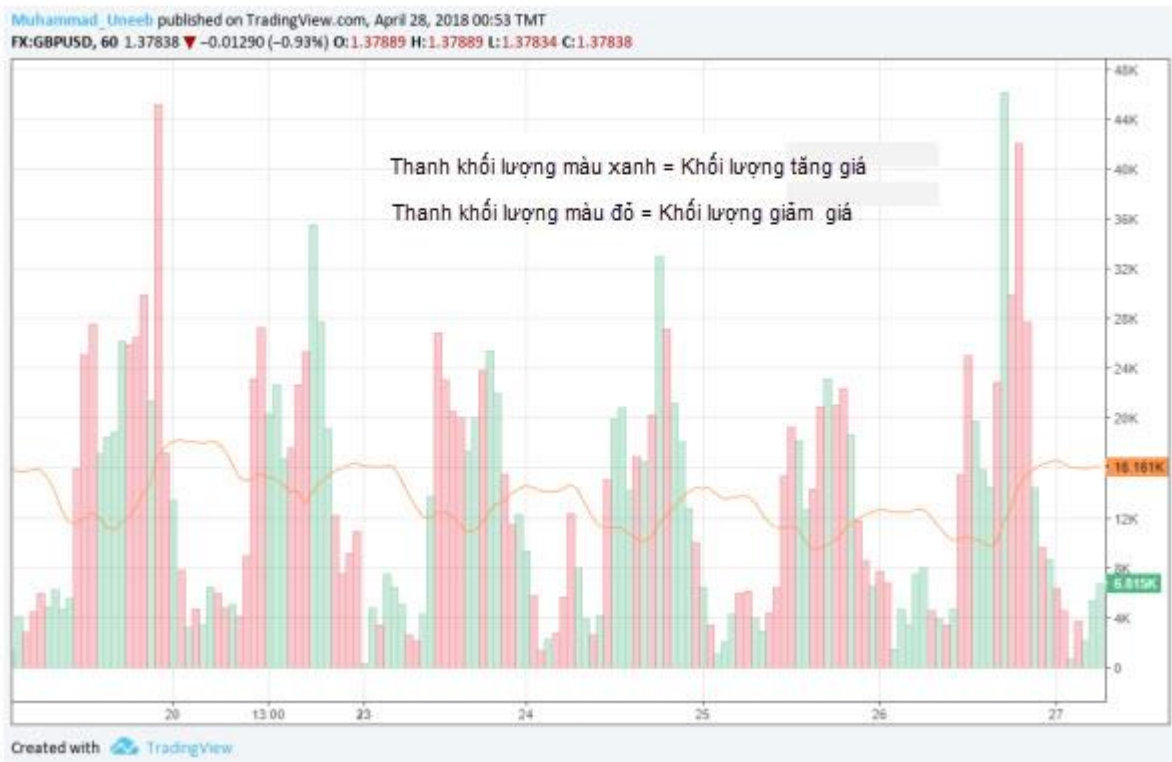 Muhammad_Uneeb published on TradingView.com, April 28, 2018 00:53 TMT
FX:GBPUSD, 60 1.37838 ▼ −0.01290 (−0.93%) O:1.37889 H:1.37889 L:1.37834 C:1.37838
48K
44K
Thanh khối lượng màu xanh = Khối lượng tăng giá
40K
Thanh khối lượng màu đỏ = Khối lượng giảm giá
36K
32K
28K
24K
20K
16.161K
12K
8K
6.815K
4K
0
20 13:00 23 24 25 26 27
Created with TradingView